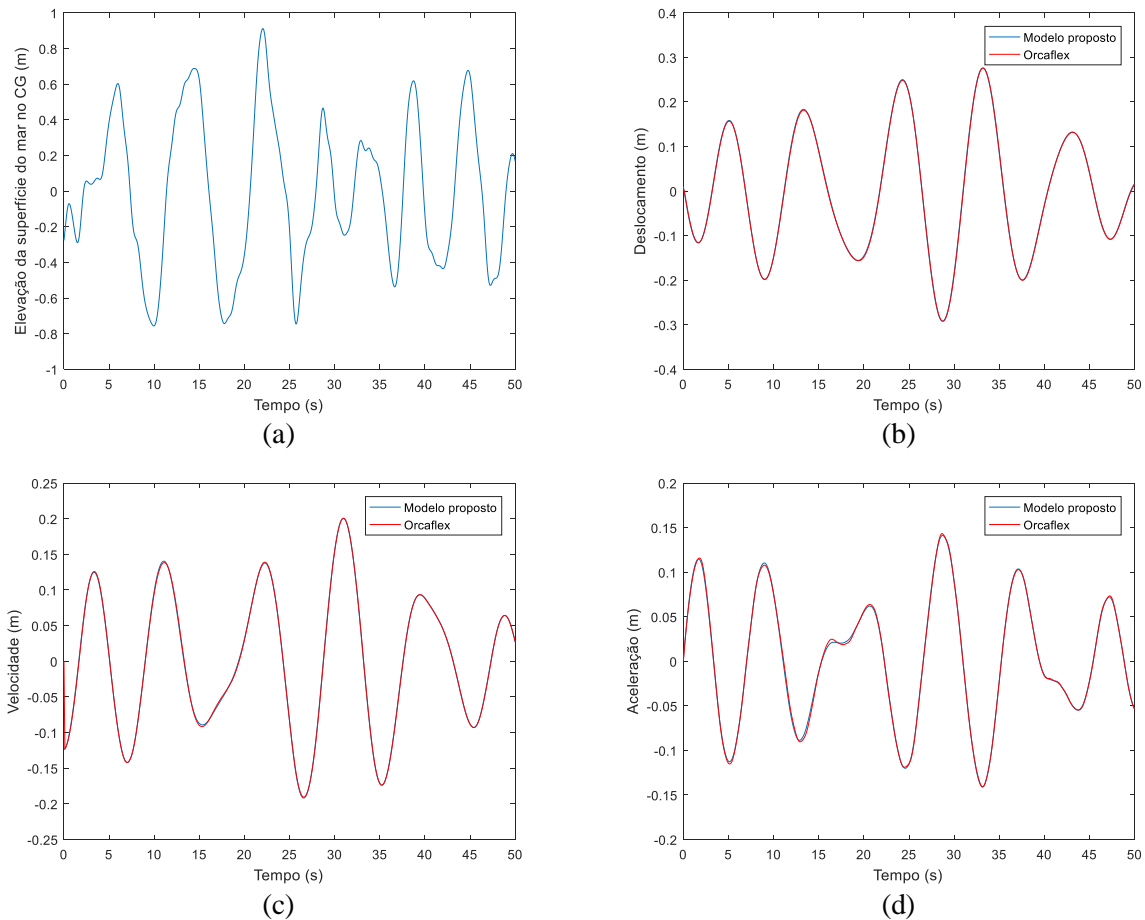 Elevação da superfície do mar no CG (m)
1
0.8
0.6
0.4
0.2
0
-0.2
-0.4
-0.6
-0.8
-1
0 5 10 15 20 25 30 35 40 45 50
Tempo (s)
(a)
Deslocamento (m)
0.4
0.3
0.2
0.1
0
-0.1
-0.2
-0.3
-0.4
Modelo proposto
Orcaflex
0 5 10 15 20 25 30 35 40 45 50
Tempo (s)
(b)
Velocidade (m)
0.25
0.2
0.15
0.1
0.05
0
-0.05
-0.1
-0.15
-0.2
-0.25
Modelo proposto
Orcaflex
0 5 10 15 20 25 30 35 40 45 50
Tempo (s)
(c)
Aceleração (m)
0.2
0.15
0.1
0.05
0
-0.05
-0.1
-0.15
-0.2
Modelo proposto
Orcaflex
0 5 10 15 20 25 30 35 40 45 50
Tempo (s)
(d)